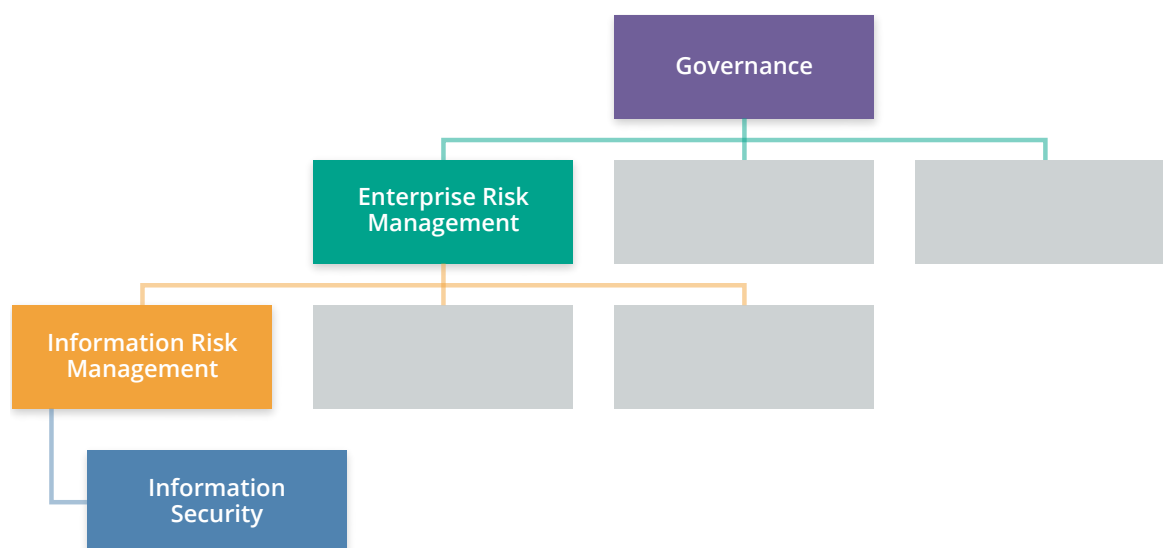 Governance
Enterprise Risk
Management
Information Risk
Management
Information
Security